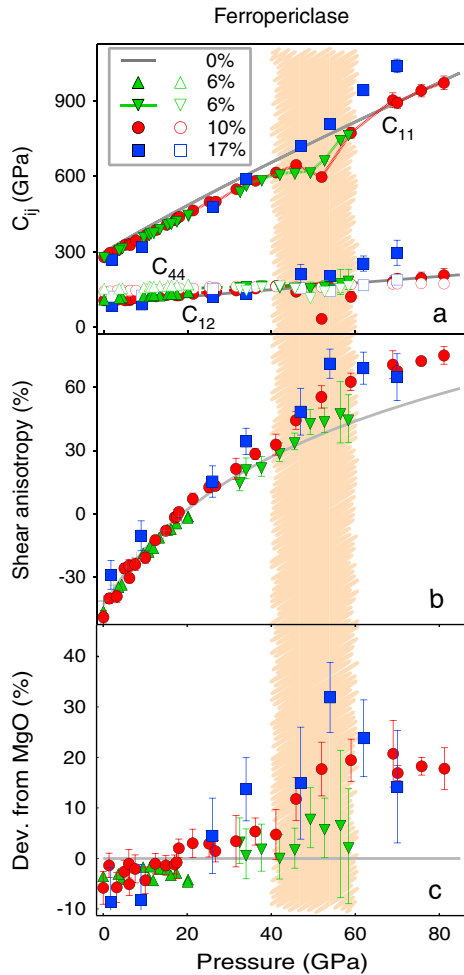 Ferropericlase
0%
6%
6%
10%
17%
C11
C44
C12
Cij (GPa)
900
600
300
0
a
Shear anisotropy (%)
60
30
0
-30
b
Dev. from MgO (%)
40
30
20
10
0
-10
c
0 20 40 60 80
Pressure (GPa)